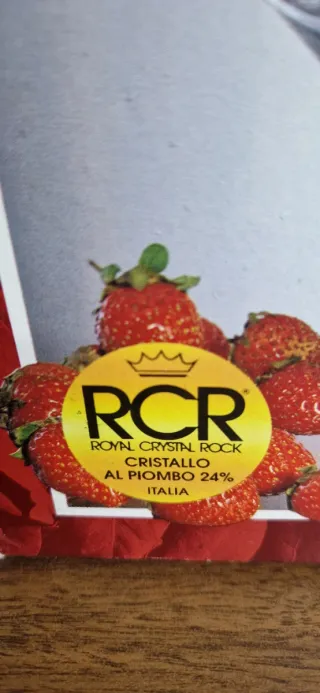 RCR®
ROYAL CRYSTAL ROCK
CRISTALLO
AL PIOMBO 24%
ITALIA